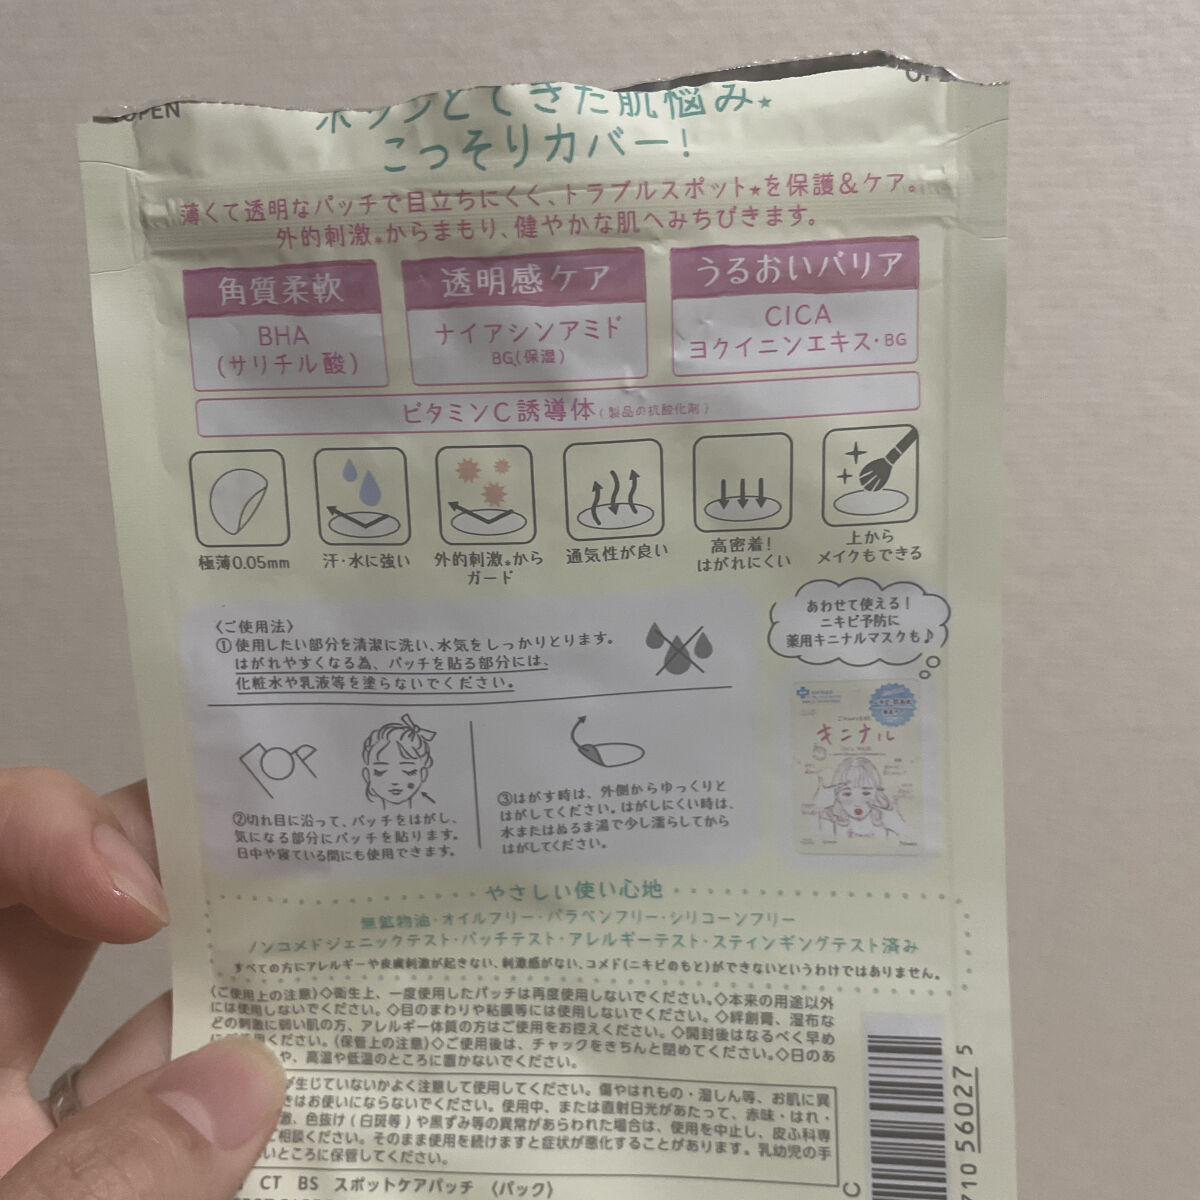 OPEN
ポツンとできた肌悩み★
こっそりカバー!
薄くて透明なパッチで目立ちにくく、トラブルスポット★を保護&ケア。
外的刺激*からまもり、健やかな肌へみちびきます。
角質柔軟
BHA
(サリチル酸)
透明感ケア
ナイアシンアミド
BG(保湿)
うるおいバリア
CICA
ヨクイニンエキス・BG
ビタミンC誘導体(製品の抗酸化剤)
極薄0.05mm
汗・水に強い
外的刺激*から
ガード
通気性が良い
高密着!
はがれにくい
上から
メイクもできる
〈ご使用法〉
①使用したい部分を清潔に洗い、水気をしっかりとります。
はがれやすくなる為、パッチを貼る部分には、
化粧水や乳液等を塗らないでください。
あわせて使える!
ニキビ予防に
薬用キニナルマスクも♪
キニナル
②切れ目に沿って、パッチをはがし、
気になる部分にパッチを貼ります。
日中や寝ている間にも使用できます。
③はがす時は、外側からゆっくりと
はがしてください。はがしにくい時は、
水またはぬるま湯で少し濡らしてから
はがしてください。
やさしい使い心地
無鉱物油・オイルフリー・パラベンフリー・シリコーンフリー
ノンコメドジェニックテスト・パッチテスト・アレルギーテスト・スティンギングテスト済み
すべての方にアレルギーや皮膚刺激が起きない、刺激感がない、コメド(ニキビのもと)ができないというわけではありません。
〈ご使用上の注意〉◇衛生上、一度使用したパッチは再度使用しないでください。◇本来の用途以外
には使用しないでください。◇目のまわりや粘膜等には使用しないでください。◇絆創膏、湿布な
どの刺激に弱い肌の方、アレルギー体質の方はご使用をお控えください。◇開封後はなるべく早め
ください。〈保管上の注意〉◇ご使用後は、チャックをきちんと閉めてください。◇日のあ
や、高温や低温のところに置かないでください。
が生じていないかよく注意して使用してください。傷やはれもの・湿しん等、お肌に異
きはお使いにならないでください。使用中、または直射日光があたって、赤味・はれ・
激、色抜け(白斑等)や黒ずみ等の異常があらわれた場合は、使用を中止し、皮ふ科専
ご相談ください。そのまま使用を続けますと症状が悪化することがあります。乳幼児の手
いところに保管してください。
CT BS スポットケアパッチ 〈パック〉
710 560275